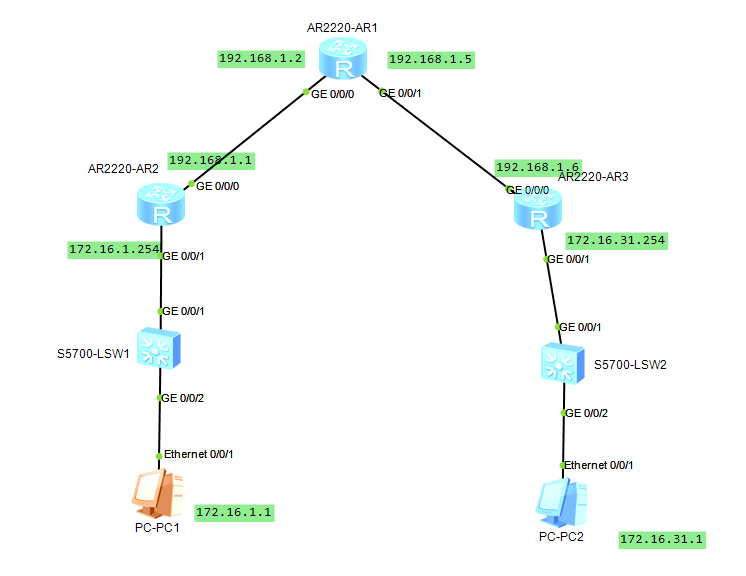 AR2220-AR1
192.168.1.2
192.168.1.5
R
GE 0/0/0
GE 0/0/1
192.168.1.1
192.168.1.6
AR2220-AR2
AR2220-AR3
GE 0/0/0
GE 0/0/0
R
R
172.16.1.254
172.16.31.254
GE 0/0/1
GE 0/0/1
GE 0/0/1
GE 0/0/1
S5700-LSW1
S5700-LSW2
GE 0/0/2
GE 0/0/2
Ethernet 0/0/1
Ethernet 0/0/1
172.16.1.1
PC-PC1
PC-PC2
172.16.31.1